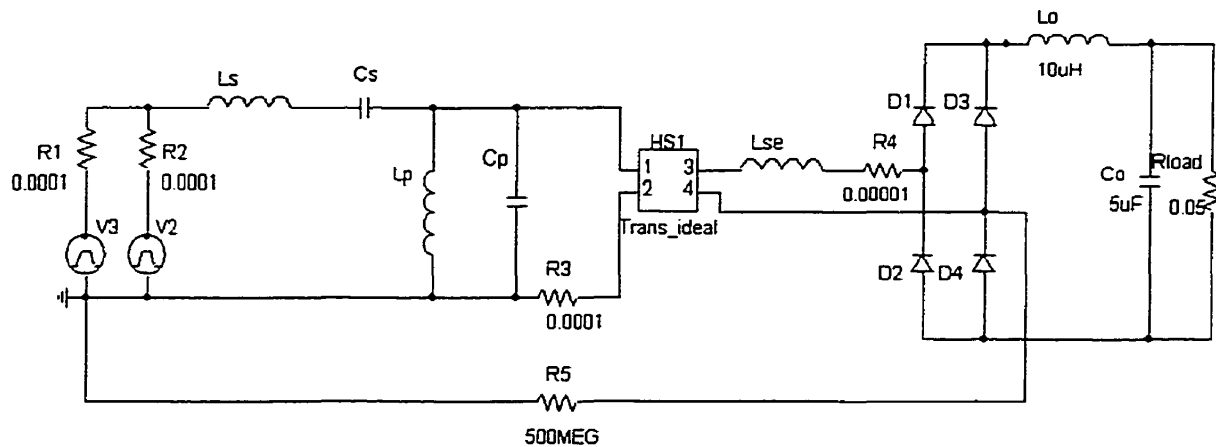 Lo
10uH
Ls
Cs
D1
D3
R1
0.0001
R2
0.0001
Lp
Cp
HS1
1
2
3
4
Trans_ideal
Lse
R4
0.00001
Co
5uF
Rload
0.05
V3
V2
D2
D4
R3
0.0001
R5
500MEG